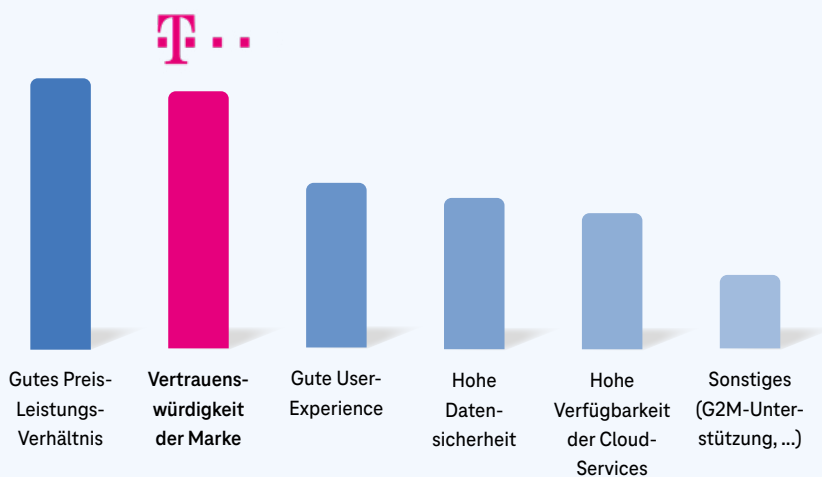 T
Gutes Preis-
Leistungs-
Verhältnis
Vertrauens-
würdigkeit
der Marke
Gute User-
Experience
Hohe
Daten-
sicherheit
Hohe
Verfügbarkeit
der Cloud-
Services
Sonstiges
(G2M-Unter-
stützung, ...)